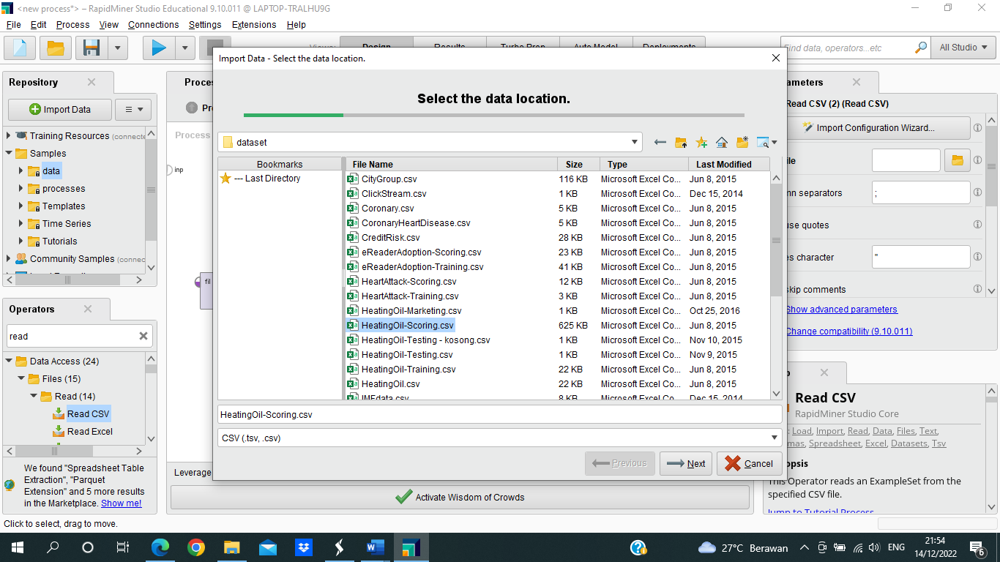 <new process*> – RapidMiner Studio Educational 9.10.011 @ LAPTOP-TRALHU9G
File Edit Process View Connections Settings Extensions Help
Views: Design Results Turbo Prep Auto Model Deployments
Find data, operators...etc
All Studio
Import Data - Select the data location.
Select the data location.
dataset
Bookmarks
--- Last Directory
File Name Size Type Last Modified
CityGroup.csv 116 KB Microsoft Excel Co... Jun 8, 2015
ClickStream.csv 1 KB Microsoft Excel Co... Dec 15, 2014
Coronary.csv 5 KB Microsoft Excel Co... Jun 8, 2015
CoronaryHeartDisease.csv 5 KB Microsoft Excel Co... Jun 8, 2015
CreditRisk.csv 28 KB Microsoft Excel Co... Jun 8, 2015
eReaderAdoption-Scoring.csv 23 KB Microsoft Excel Co... Jun 8, 2015
eReaderAdoption-Training.csv 41 KB Microsoft Excel Co... Jun 8, 2015
HeartAttack-Scoring.csv 12 KB Microsoft Excel Co... Jun 8, 2015
HeartAttack-Training.csv 3 KB Microsoft Excel Co... Jun 8, 2015
HeatingOil-Marketing.csv 1 KB Microsoft Excel Co... Oct 25, 2016
HeatingOil-Scoring.csv 625 KB Microsoft Excel Co... Jun 8, 2015
HeatingOil-Testing - kosong.csv 1 KB Microsoft Excel Co... Nov 10, 2015
HeatingOil-Testing.csv 1 KB Microsoft Excel Co... Nov 9, 2015
HeatingOil-Training.csv 22 KB Microsoft Excel Co... Jun 8, 2015
HeatingOil.csv 22 KB Microsoft Excel Co... Jun 8, 2015
IMFdata.csv 8 KB Microsoft Excel Co... Dec 15, 2014
HeatingOil-Scoring.csv
CSV (.tsv, .csv)
Previous
Next
Cancel
Repository
Import Data
Training Resources (connecte
Samples
data
processes
Templates
Time Series
Tutorials
Community Samples (connec
Operators
read
Data Access (24)
Files (15)
Read (14)
Read CSV
Read Excel
We found "Spreadsheet Table
Extraction", "Parquet
Extension" and 5 more results
in the Marketplace. Show me!
Click to select, drag to move.
Proces
Pr
Process
inp
fil
Leverage
Activate Wisdom of Crowds
ameters
Read CSV (2) (Read CSV)
Import Configuration Wizard...
ile
mn separators ;
use quotes
es character "
skip comments
Show advanced parameters
Change compatibility (9.10.011)
p
Read CSV
RapidMiner Studio Core
: Load, Import, Read, Data, Files, Text,
mas, Spreadsheet, Excel, Datasets, Tsv
opsis
This Operator reads an ExampleSet from the
specified CSV file.
Jump to Tutorial Process
27°C Berawan
ENG
21:54
14/12/2022
6